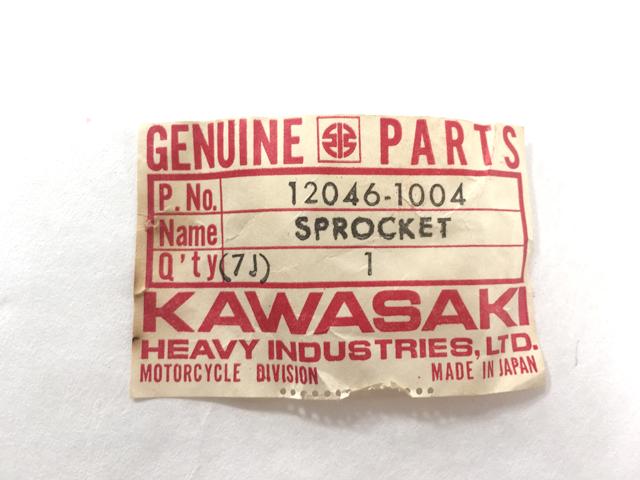 GENUINE PARTS
P. No. 12046-1004
Name SPROCKET
Q'ty (7J) 1
KAWASAKI
HEAVY INDUSTRIES, LTD.
MOTORCYCLE DIVISION MADE IN JAPAN